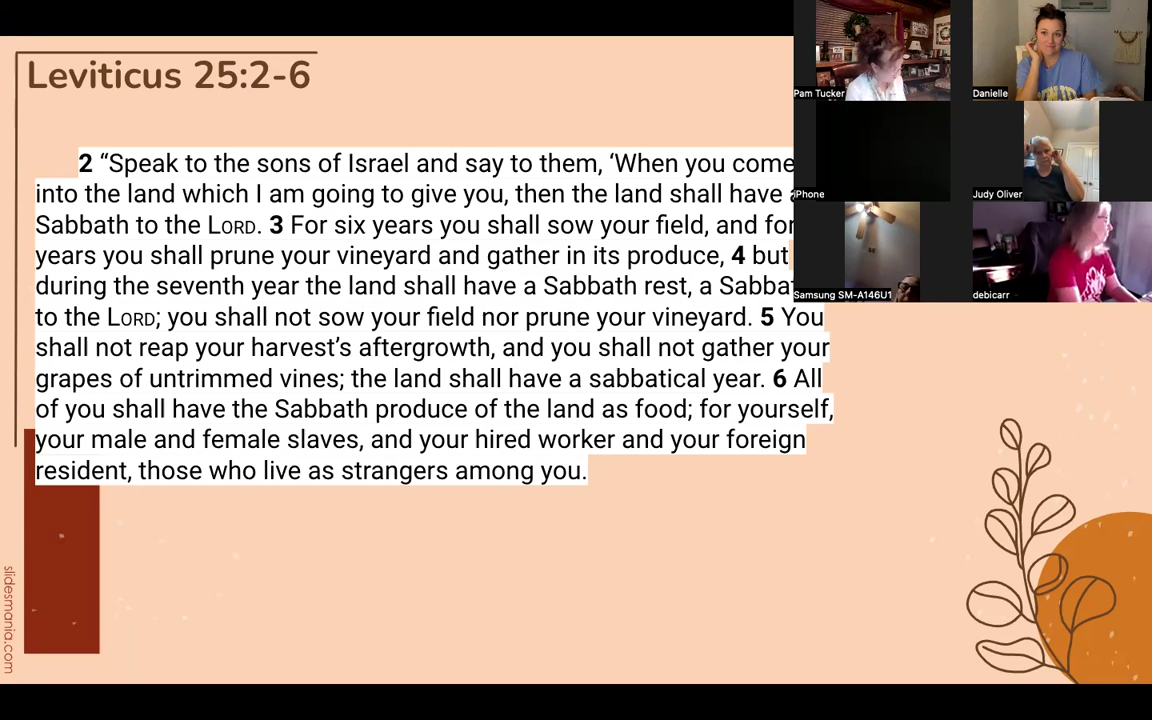 Leviticus 25:2-6
2 “Speak to the sons of Israel and say to them, ‘When you come
into the land which I am going to give you, then the land shall have
Sabbath to the LORD. 3 For six years you shall sow your field, and for
years you shall prune your vineyard and gather in its produce, 4 but
during the seventh year the land shall have a Sabbath rest, a
to the LORD; you shall not sow your field nor prune your vineyard. 5 You
shall not reap your harvest’s aftergrowth, and you shall not gather your
grapes of untrimmed vines; the land shall have a sabbatical year. 6 All
of you shall have the Sabbath produce of the land as food; for yourself,
your male and female slaves, and your hired worker and your foreign
resident, those who live as strangers among you.
slidesmania.com
Pam Tucker
Danielle
iPhone
Judy Oliver
Samsung SM-A146U1
debicarr